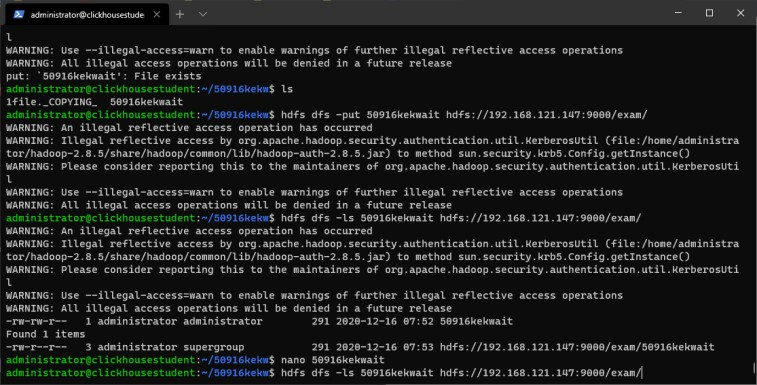 administrator@clickhousestude
l
WARNING: Use --illegal-access=warn to enable warnings of further illegal reflective access operations
WARNING: All illegal access operations will be denied in a future release
put: `50916kekwait': File exists
administrator@clickhousestudent:~/50916kekw$ ls
1file._COPYING_  50916kekwait
administrator@clickhousestudent:~/50916kekw$ hdfs dfs -put 50916kekwait hdfs://192.168.121.147:9000/exam/
WARNING: An illegal reflective access operation has occurred
WARNING: Illegal reflective access by org.apache.hadoop.security.authentication.util.KerberosUtil (file:/home/administra
tor/hadoop-2.8.5/share/hadoop/common/lib/hadoop-auth-2.8.5.jar) to method sun.security.krb5.Config.getInstance()
WARNING: Please consider reporting this to the maintainers of org.apache.hadoop.security.authentication.util.KerberosUti
l
WARNING: Use --illegal-access=warn to enable warnings of further illegal reflective access operations
WARNING: All illegal access operations will be denied in a future release
administrator@clickhousestudent:~/50916kekw$ hdfs dfs -ls 50916kekwait hdfs://192.168.121.147:9000/exam/
WARNING: An illegal reflective access operation has occurred
WARNING: Illegal reflective access by org.apache.hadoop.security.authentication.util.KerberosUtil (file:/home/administra
tor/hadoop-2.8.5/share/hadoop/common/lib/hadoop-auth-2.8.5.jar) to method sun.security.krb5.Config.getInstance()
WARNING: Please consider reporting this to the maintainers of org.apache.hadoop.security.authentication.util.KerberosUti
l
WARNING: Use --illegal-access=warn to enable warnings of further illegal reflective access operations
WARNING: All illegal access operations will be denied in a future release
-rw-rw-r--   1 administrator administrator        291 2020-12-16 07:52 50916kekwait
Found 1 items
-rw-r--r--   3 administrator supergroup        291 2020-12-16 07:53 hdfs://192.168.121.147:9000/exam/50916kekwait
administrator@clickhousestudent:~/50916kekw$ nano 50916kekwait
administrator@clickhousestudent:~/50916kekw$ hdfs dfs -ls 50916kekwait hdfs://192.168.121.147:9000/exam/